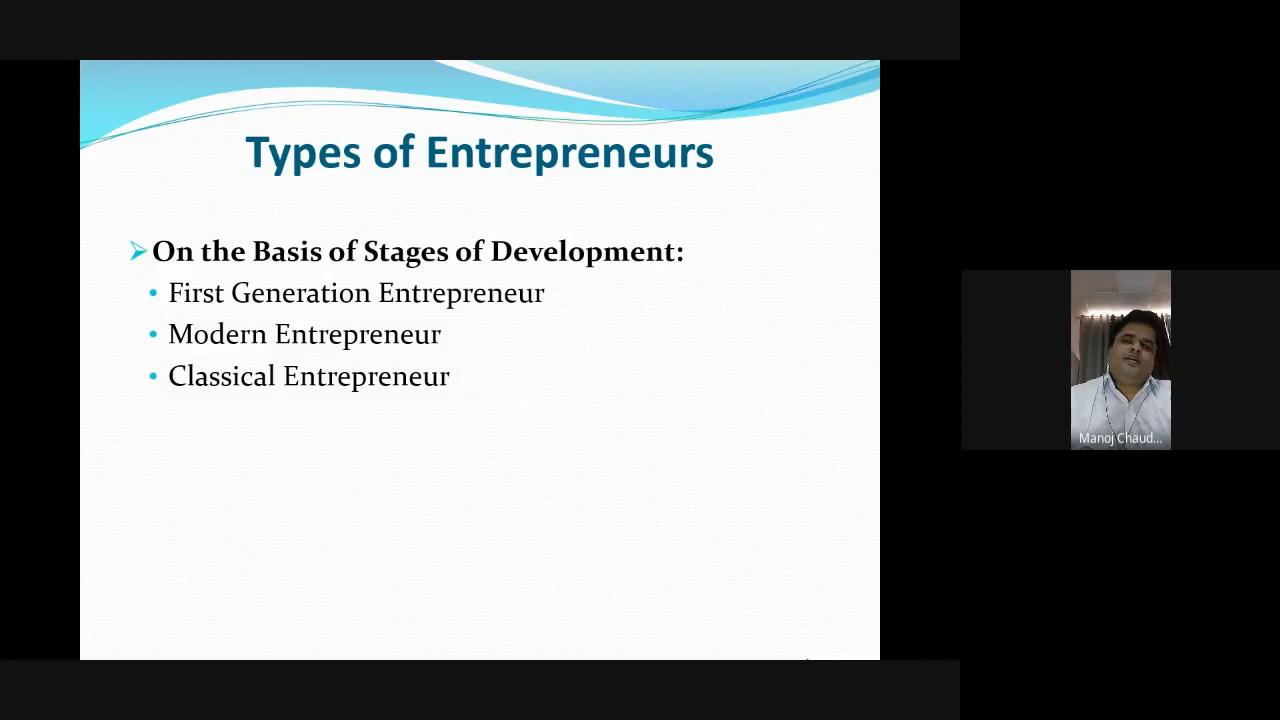 Types of Entrepreneurs
On the Basis of Stages of Development:
First Generation Entrepreneur
Modern Entrepreneur
Classical Entrepreneur
Manoj Chaud...